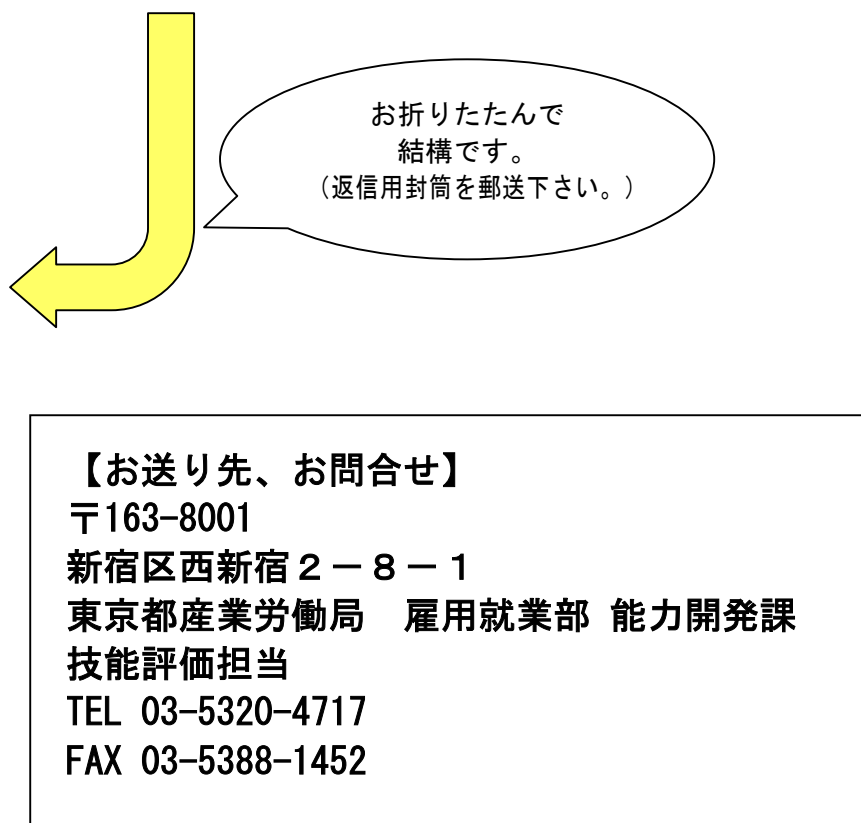 お折りたたんで
結構です。
（返信用封筒を郵送下さい。）
【お送り先、お問合せ】
〒163-8001
新宿区西新宿２－８－１
東京都産業労働局　雇用就業部 能力開発課
技能評価担当
TEL 03-5320-4717
FAX 03-5388-1452